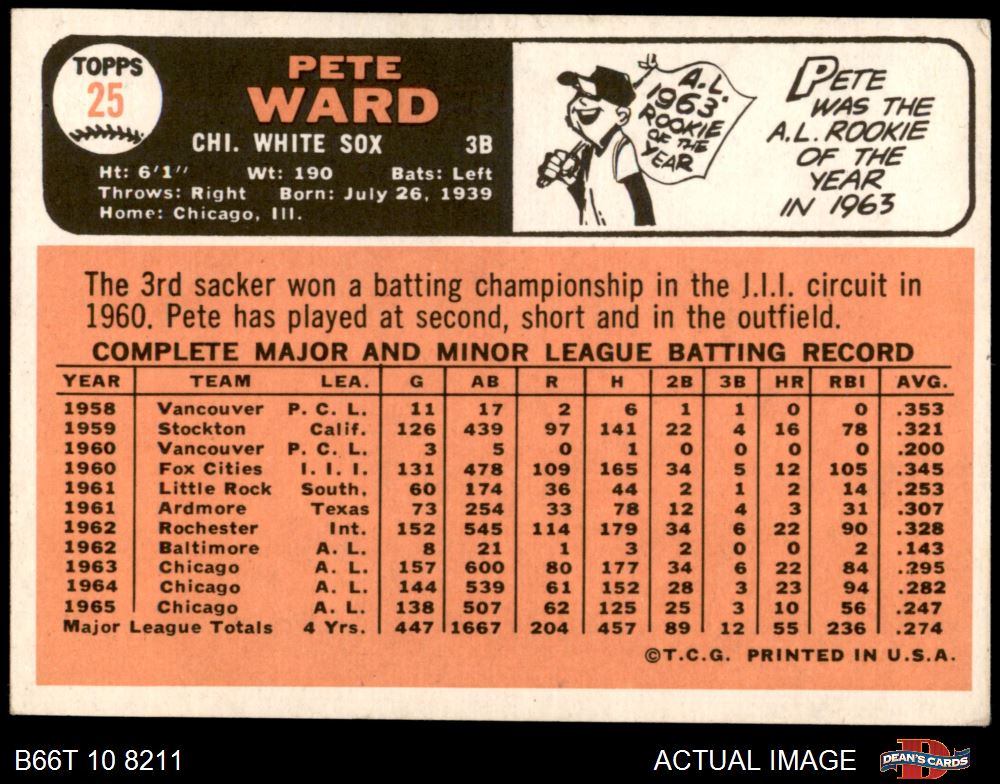 TOPPS
25
PETE
WARD
CHI. WHITE SOX 3B
Ht: 6'1" Wt: 190 Bats: Left
Throws: Right Born: July 26, 1939
Home: Chicago, Ill.
A.L.
1963
ROOKIE
OF THE
YEAR
PETE
WAS THE
A.L. ROOKIE
OF THE
YEAR
IN 1963
The 3rd sacker won a batting championship in the J.I.I. circuit in
1960. Pete has played at second, short and in the outfield.
COMPLETE MAJOR AND MINOR LEAGUE BATTING RECORD
YEAR TEAM LEA. G AB R H 2B 3B HR RBI AVG.
1958 Vancouver P. C. L. 11 17 2 6 1 1 0 0 .353
1959 Stockton Calif. 126 439 97 141 22 4 16 78 .321
1960 Vancouver P. C. L. 3 5 0 1 0 0 0 0 .200
1960 Fox Cities I. I. I. 131 478 109 165 34 5 12 105 .345
1961 Little Rock South. 60 174 36 44 2 1 2 14 .253
1961 Ardmore Texas 73 254 33 78 12 4 3 31 .307
1962 Rochester Int. 152 545 114 179 34 6 22 90 .328
1962 Baltimore A. L. 8 21 1 3 2 0 0 2 .143
1963 Chicago A. L. 157 600 80 177 34 6 22 84 .295
1964 Chicago A. L. 144 539 61 152 28 3 23 94 .282
1965 Chicago A. L. 138 507 62 125 25 3 10 56 .247
Major League Totals 4 Yrs. 447 1667 204 457 89 12 55 236 .274
©T.C.G. PRINTED IN U.S.A.
B66T 10 8211 ACTUAL IMAGE DEAN'S CARDS